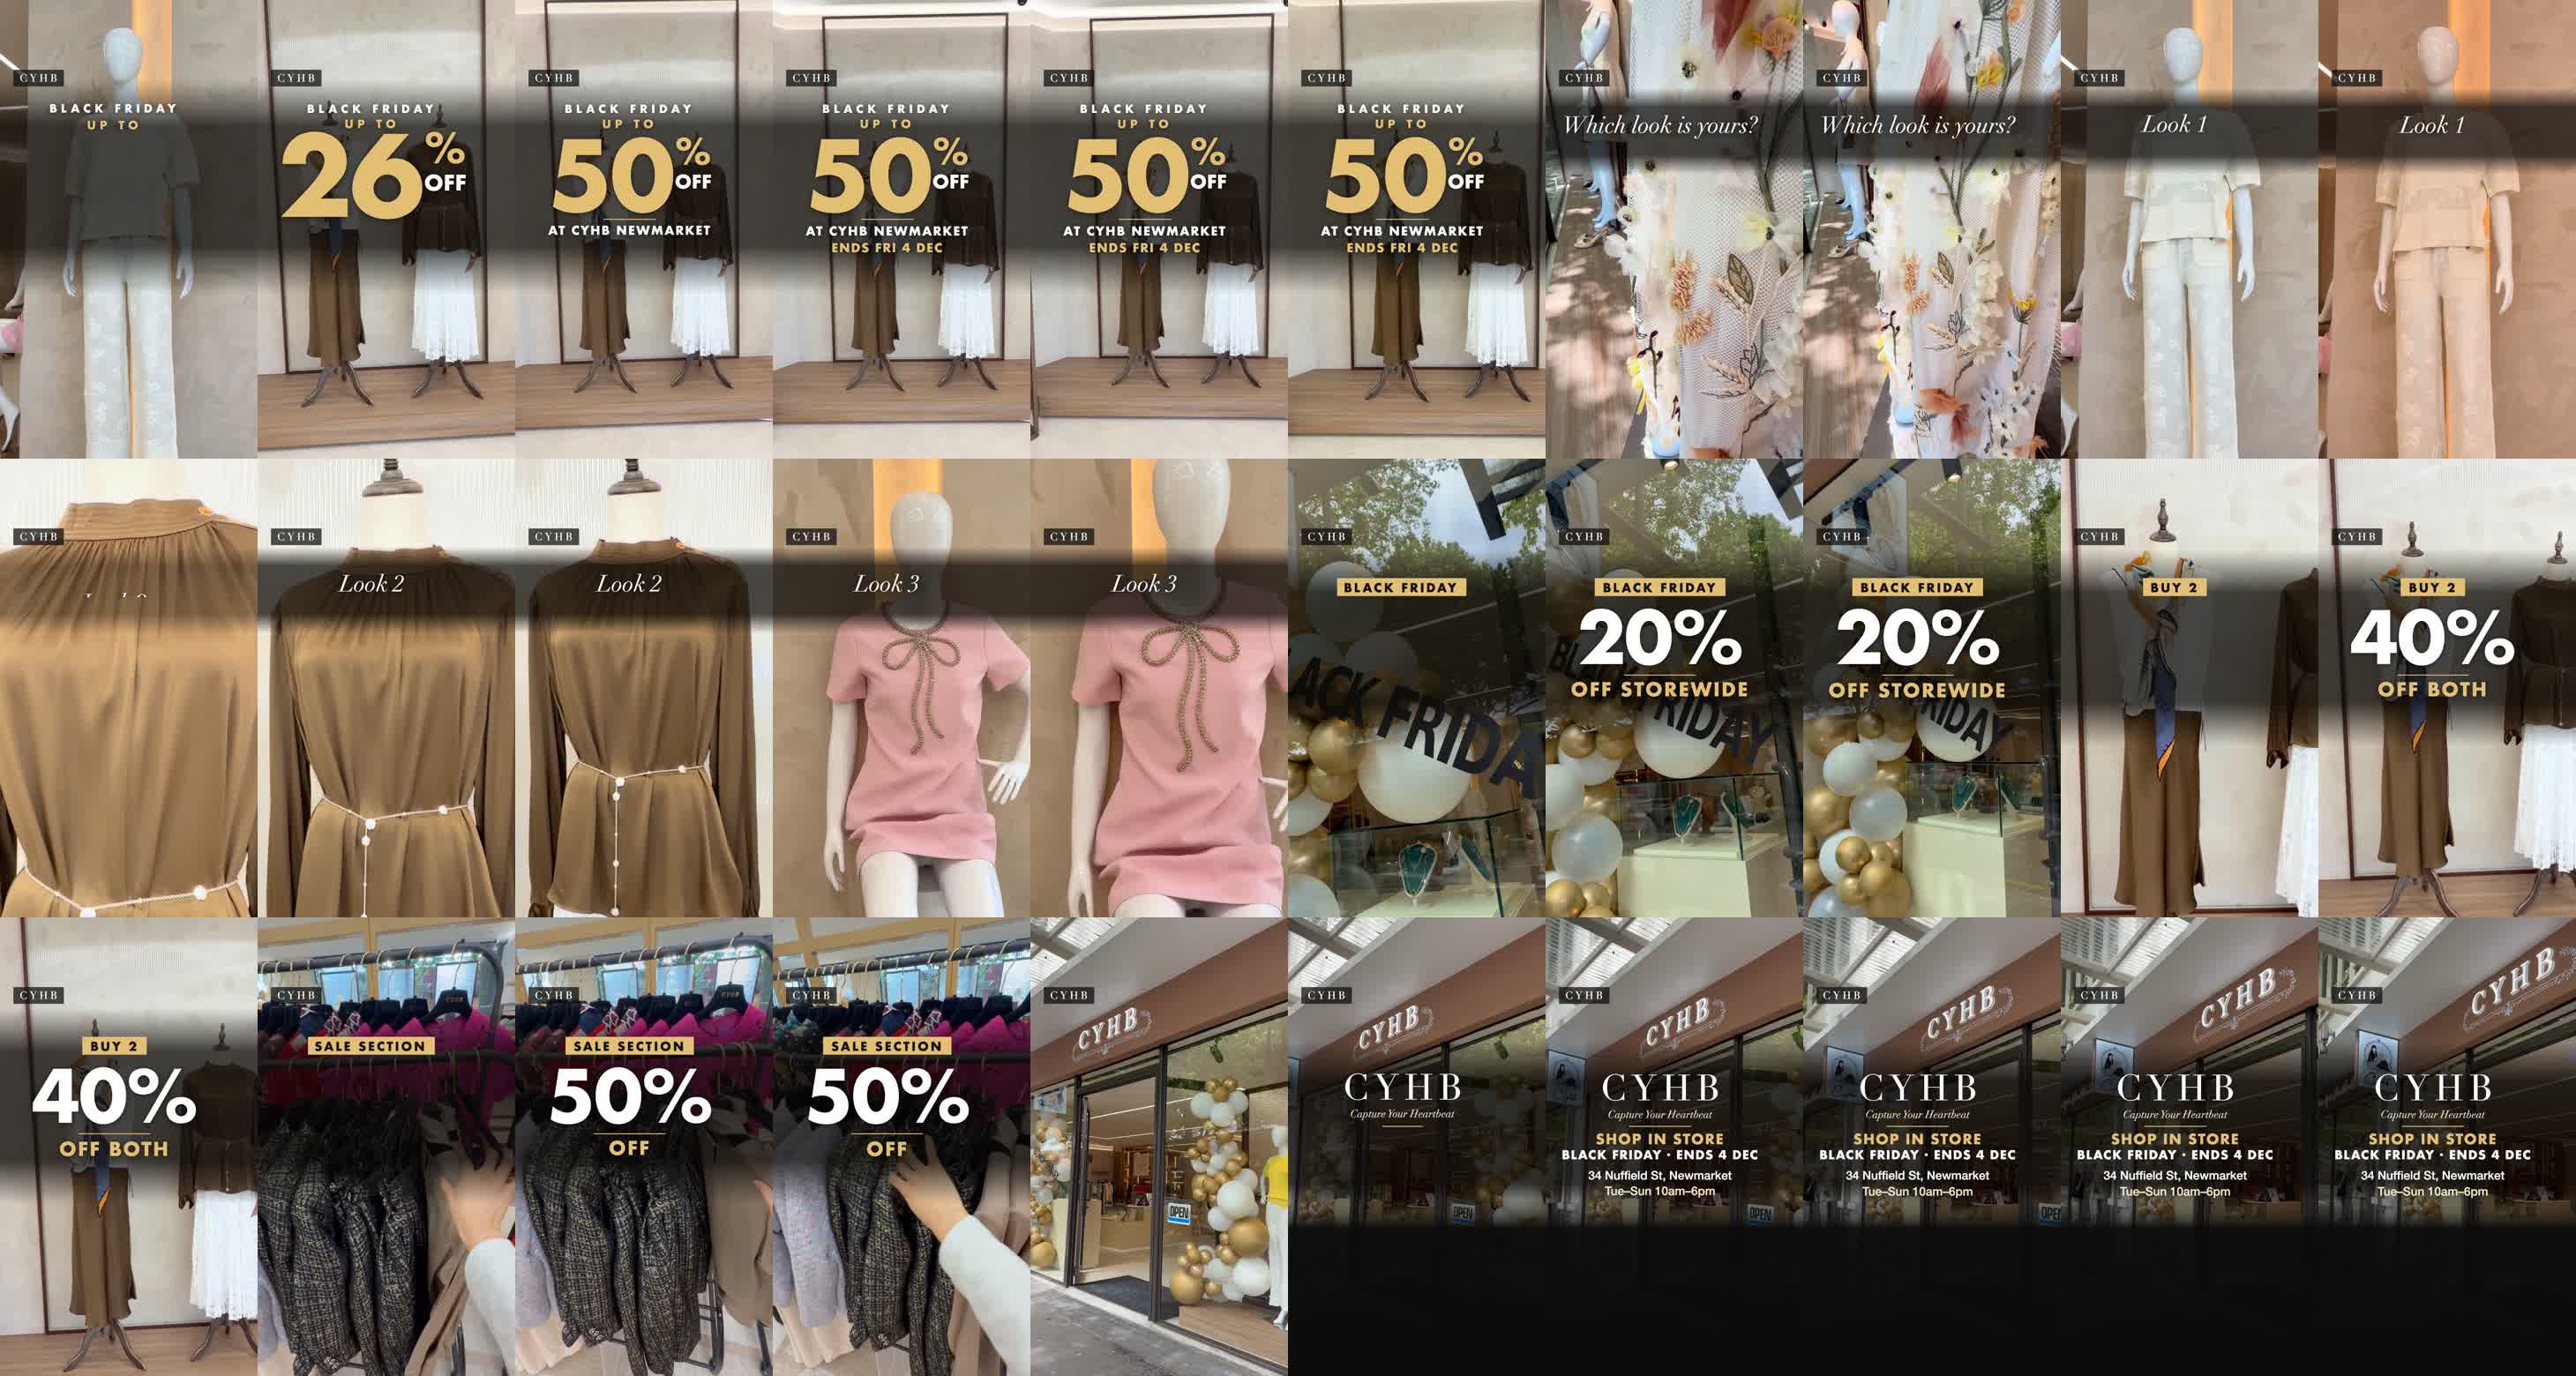 CYHB
BLACK FRIDAY
UP TO
CYHB
BLACK FRIDAY
UP TO
26%
OFF
CYHB
BLACK FRIDAY
UP TO
50%
OFF
AT CYHB NEWMARKET
CYHB
BLACK FRIDAY
UP TO
50%
OFF
AT CYHB NEWMARKET
ENDS FRI 4 DEC
CYHB
BLACK FRIDAY
UP TO
50%
OFF
AT CYHB NEWMARKET
ENDS FRI 4 DEC
CYHB
BLACK FRIDAY
UP TO
50%
OFF
AT CYHB NEWMARKET
ENDS FRI 4 DEC
CYHB
Which look is yours?
CYHB
Which look is yours?
CYHB
Look 1
CYHB
Look 1
CYHB
CYHB
Look 2
CYHB
Look 2
CYHB
Look 3
CYHB
Look 3
CYHB
BLACK FRIDAY
ACK FRIDA
CYHB
BLACK FRIDAY
20%
OFF STOREWIDE
FRIDAY
CYHB
BLACK FRIDAY
20%
OFF STOREWIDE
RIDAY
CYHB
BUY 2
CYHB
BUY 2
40%
OFF BOTH
CYHB
BUY 2
40%
OFF BOTH
CYHB
SALE SECTION
CYHB
SALE SECTION
50%
OFF
CYHB
SALE SECTION
50%
OFF
CYHB
CYHB
OPEN
CYHB
CYHB
CYHB
Capture Your Heartbeat
OPEN
CYHB
CYHB
CYHB
Capture Your Heartbeat
SHOP IN STORE
BLACK FRIDAY · ENDS 4 DEC
34 Nuffield St, Newmarket
Tue–Sun 10am–6pm
OPEN
CYHB
CYHB
CYHB
Capture Your Heartbeat
SHOP IN STORE
BLACK FRIDAY · ENDS 4 DEC
34 Nuffield St, Newmarket
Tue–Sun 10am–6pm
OPE
CYHB
CYHB
CYHB
Capture Your Heartbeat
SHOP IN STORE
BLACK FRIDAY · ENDS 4 DEC
34 Nuffield St, Newmarket
Tue–Sun 10am–6pm
CYHB
CYHB
CYHB
Capture Your Heartbeat
SHOP IN STORE
BLACK FRIDAY · ENDS 4 DEC
34 Nuffield St, Newmarket
Tue–Sun 10am–6pm